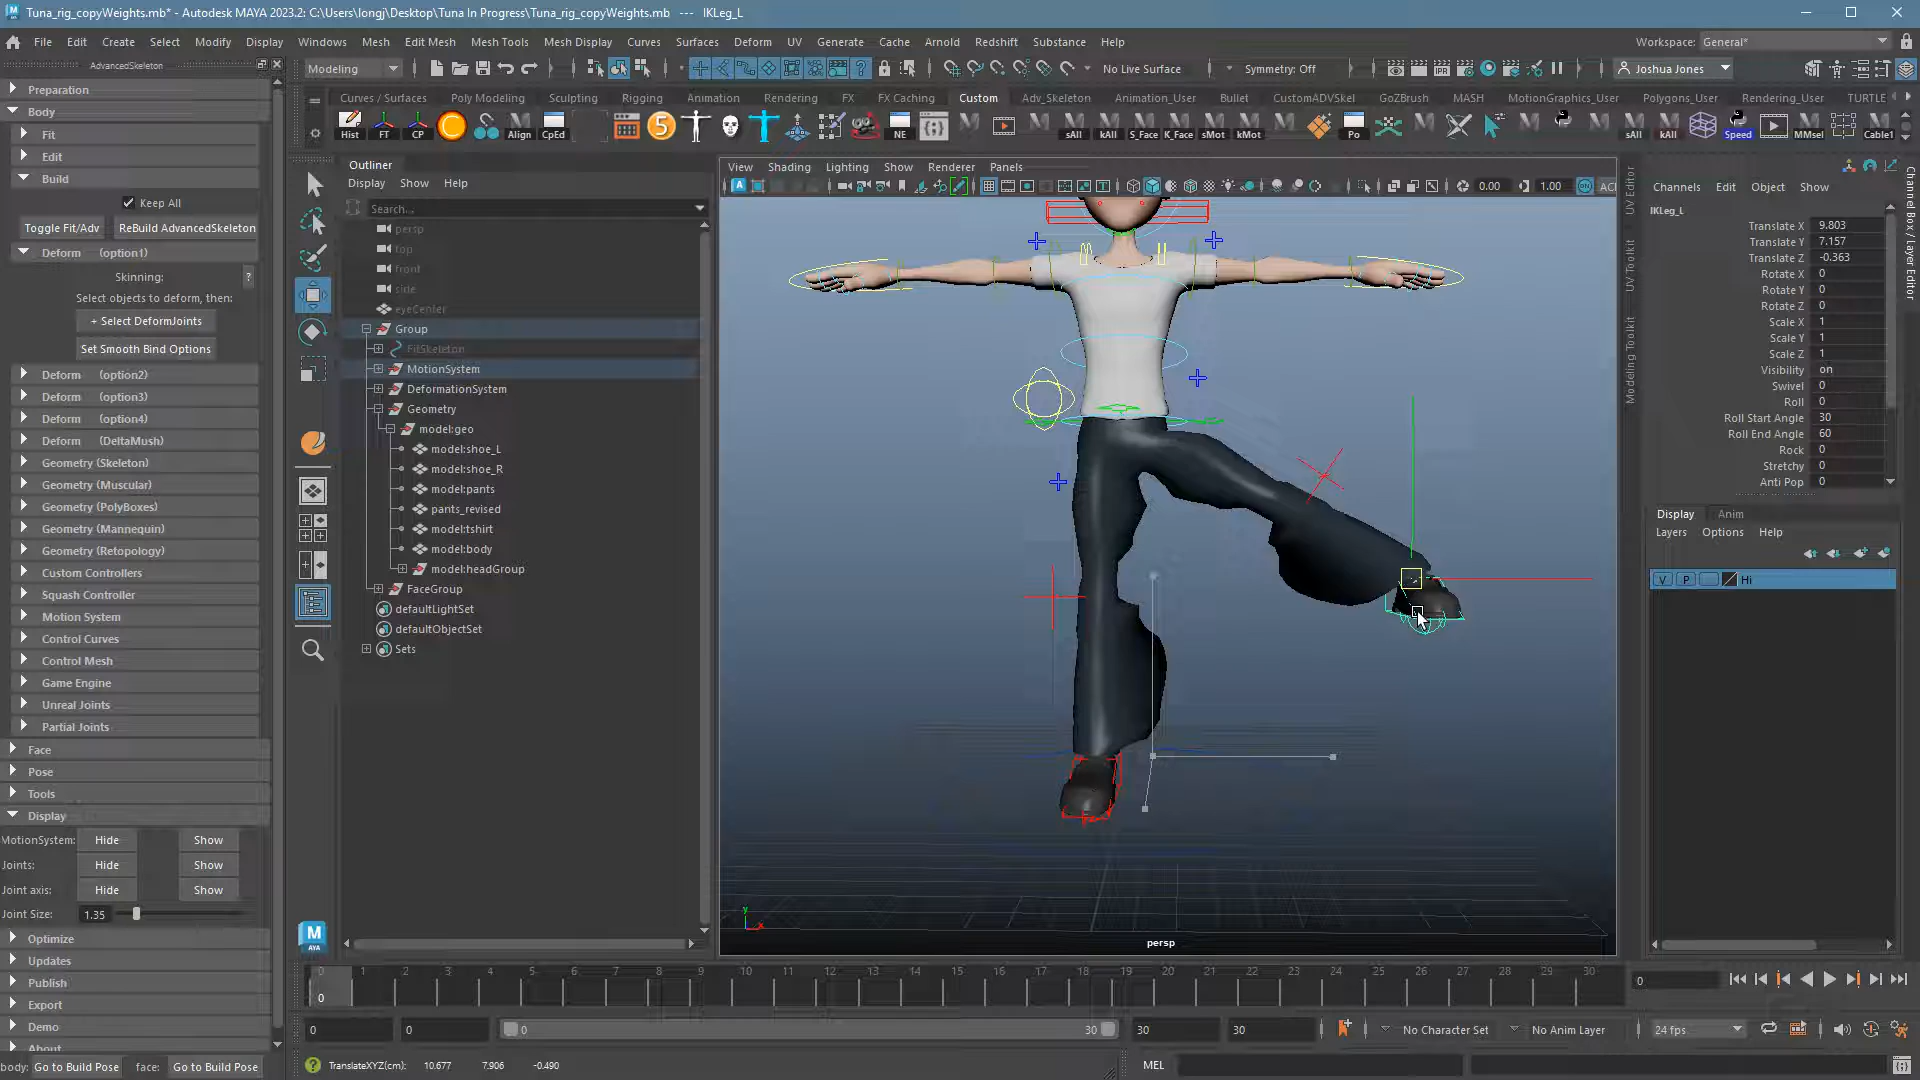 Tuna_rig_copyWeights.mb* - Autodesk MAYA 2023.2: C:\Users\longj\Desktop\Tuna In Progress\Tuna_rig_copyWeights.mb   ---   IKLeg_L
File Edit Create Select Modify Display Windows Mesh Edit Mesh Mesh Tools Mesh Display Curves Surfaces Deform UV Generate Cache Arnold Redshift Substance Help
Workspace: General*
AdvancedSkeleton
Modeling
No Live Surface
Symmetry: Off
Joshua Jones
Curves / Surfaces Poly Modeling Sculpting Rigging Animation Rendering FX FX Caching Custom Adv_Skeleton Animation_User Bullet CustomADVSkel GoZBrush MASH MotionGraphics_User Polygons_User Rendering_User TURTLE
Hist FT CP Align CpEd 5 NE sAll kAll S_Face K_Face sMot kMot Po sAll kAll Speed MMsel Cable1
Preparation
Body
Fit
Edit
Build
Keep All
Toggle Fit/Adv
ReBuild AdvancedSkeleton
Deform (option1)
Skinning:
?
Select objects to deform, then:
+ Select DeformJoints
Set Smooth Bind Options
Deform (option2)
Deform (option3)
Deform (option4)
Deform (DeltaMush)
Geometry (Skeleton)
Geometry (Muscular)
Geometry (PolyBoxes)
Geometry (Mannequin)
Geometry (Retopology)
Custom Controllers
Squash Controller
Motion System
Control Curves
Control Mesh
Game Engine
Unreal Joints
Partial Joints
Face
Pose
Tools
Display
MotionSystem: Hide Show
Joints: Hide Show
Joint axis: Hide Show
Joint Size: 1.35
Optimize
Updates
Publish
Export
Demo
About
body: Go to Build Pose face: Go to Build Pose
Outliner
Display Show Help
Search...
persp
top
front
side
eyeCenter
Group
FitSkeleton
MotionSystem
DeformationSystem
Geometry
model:geo
model:shoe_L
model:shoe_R
model:pants
pants_revised
model:tshirt
model:body
model:headGroup
FaceGroup
defaultLightSet
defaultObjectSet
Sets
MAYA
View Shading Lighting Show Renderer Panels
0.00
1.00
persp
UV Editor
UV Toolkit
Modeling Toolkit
Channels Edit Object Show
IKLeg_L
Translate X 9.803
Translate Y 7.157
Translate Z -0.363
Rotate X 0
Rotate Y 0
Rotate Z 0
Scale X 1
Scale Y 1
Scale Z 1
Visibility on
Swivel 0
Roll 0
Roll Start Angle 30
Roll End Angle 60
Rock 0
Stretchy 0
Anti Pop 0
Display Anim
Layers Options Help
V P Hi
Channel Box / Layer Editor
0 1 2 3 4 5 6 7 8 9 10 11 12 13 14 15 16 17 18 19 20 21 22 23 24 25 26 27 28 29 30
0
0
0 0 0 30 30 30
No Character Set
No Anim Layer
24 fps
TranslateXYZ(cm): 10.677 7.906 -0.490
MEL